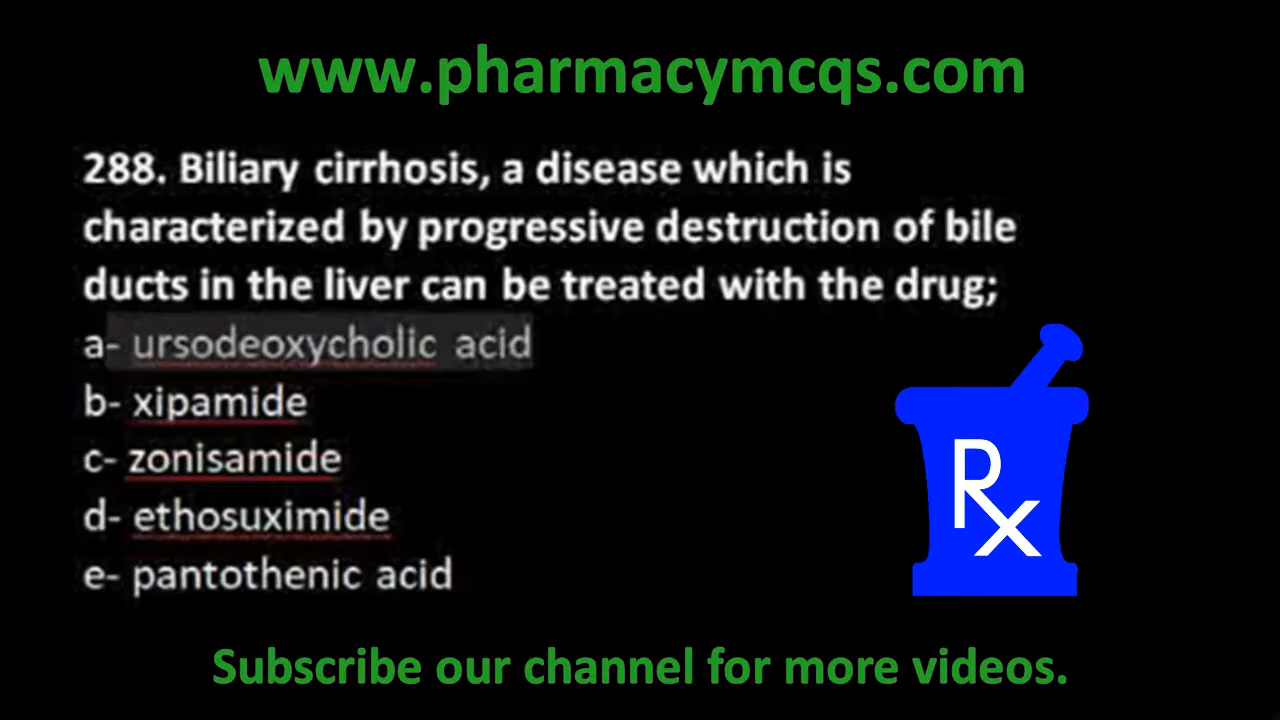 www.pharmacymcqs.com
288. Biliary cirrhosis, a disease which is
characterized by progressive destruction of bile
ducts in the liver can be treated with the drug;
a- ursodeoxycholic acid
b- xipamide
c- zonisamide
d- ethosuximide
e- pantothenic acid
Rx
Subscribe our channel for more videos.